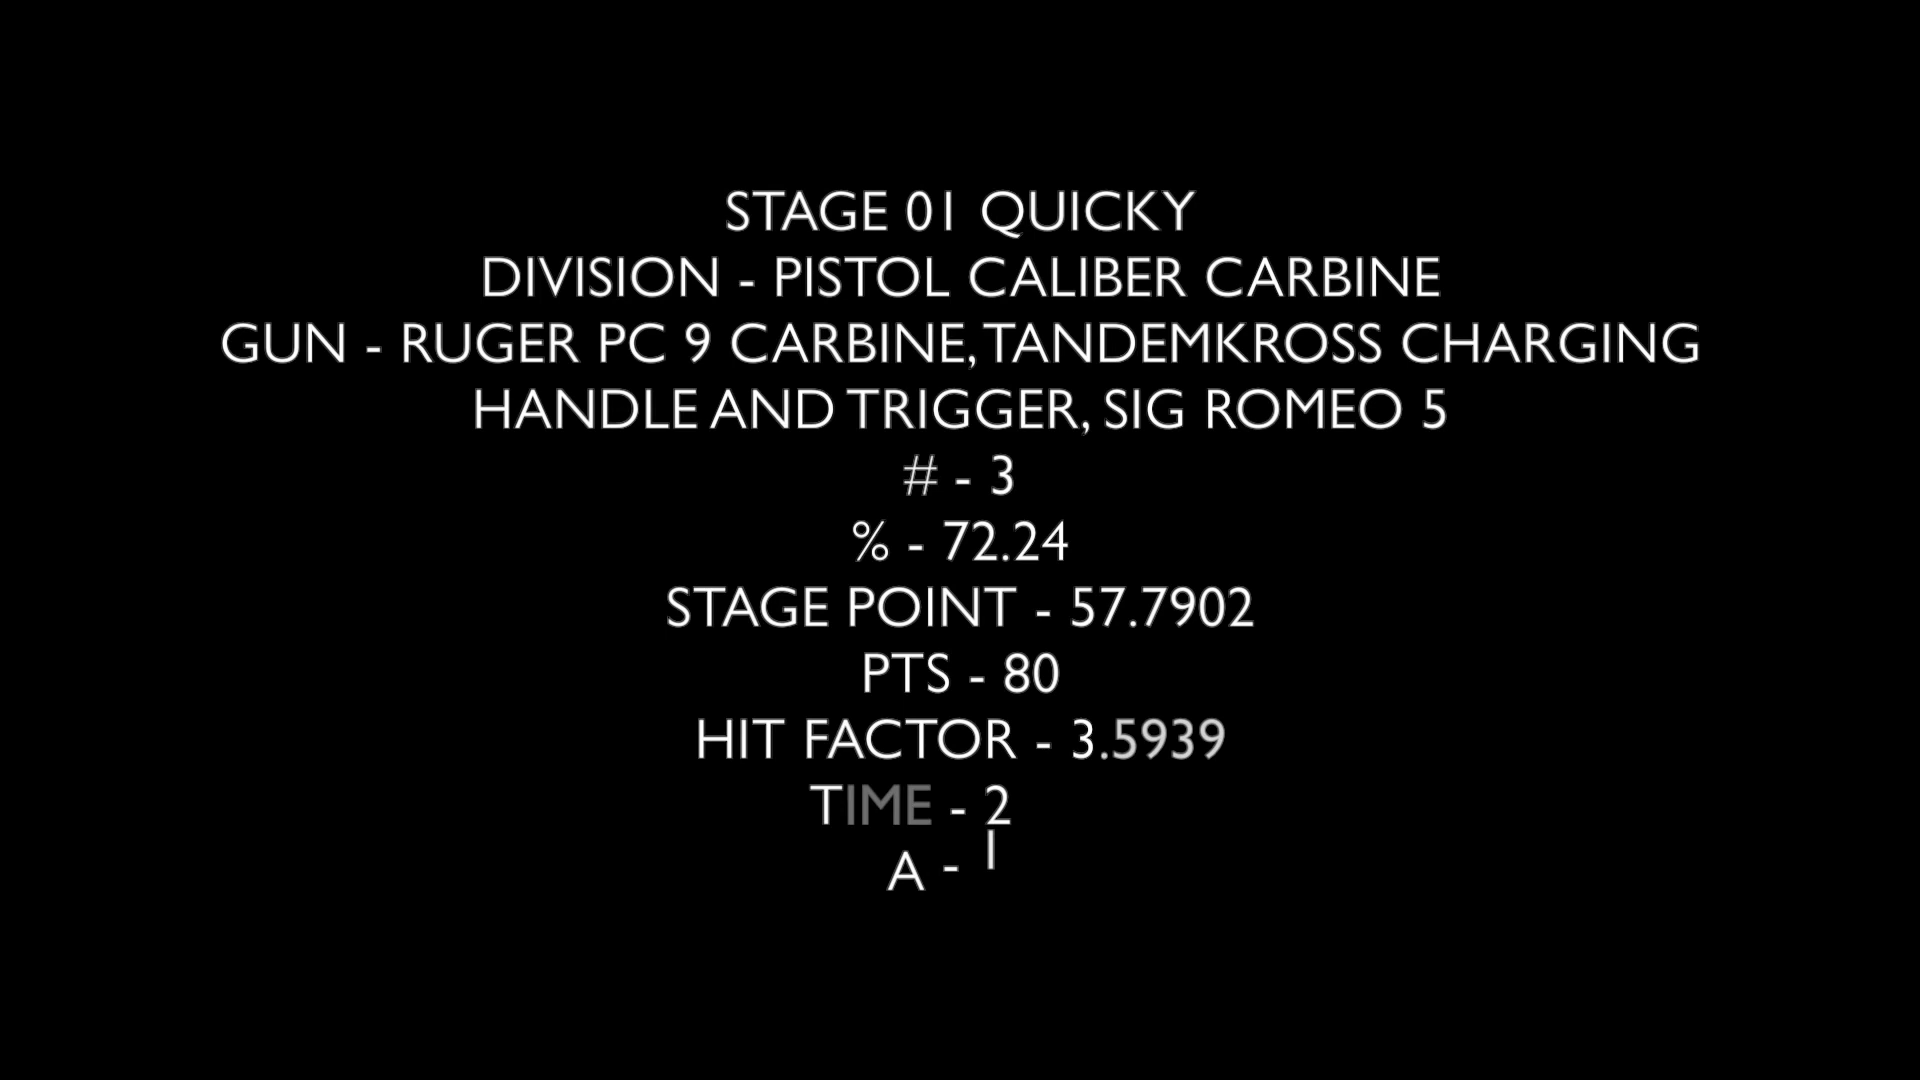 STAGE 01 QUICKY
DIVISION - PISTOL CALIBER CARBINE
GUN - RUGER PC 9 CARBINE, TANDEMKROSS CHARGING
HANDLE AND TRIGGER, SIG ROMEO 5
# - 3
% - 72.24
STAGE POINT - 57.7902
PTS - 80
HIT FACTOR - 3.5939
TIME - 2
A - 1